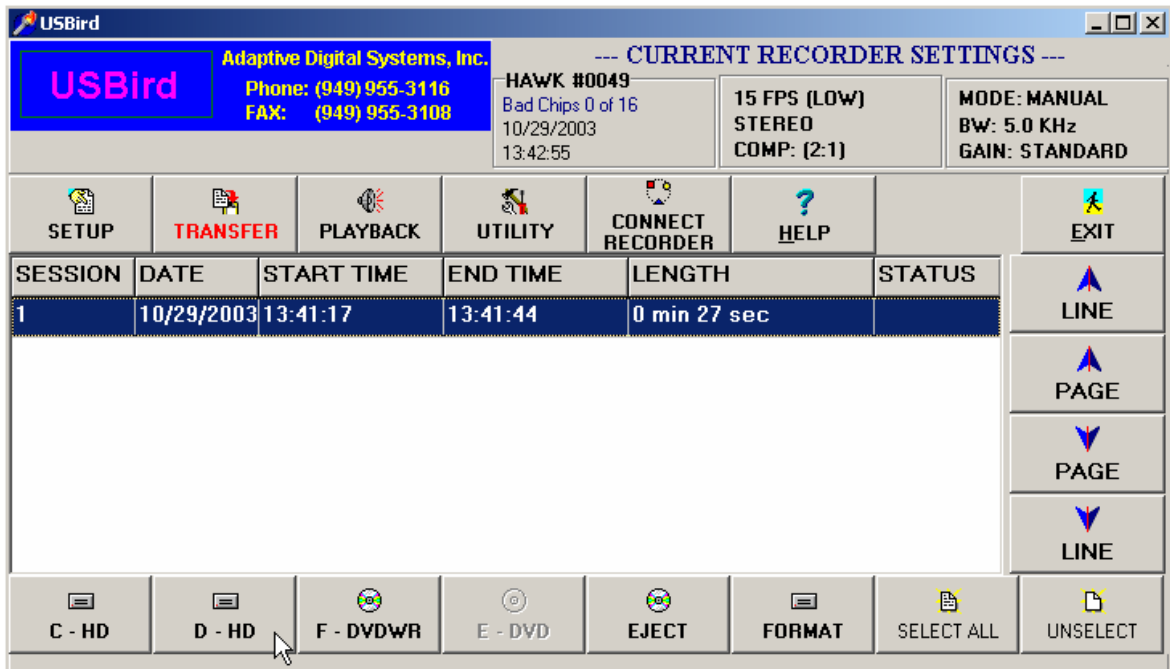 USBird
USBird
Adaptive Digital Systems, Inc.
Phone: (949) 955-3116
FAX: (949) 955-3108
--- CURRENT RECORDER SETTINGS ---
HAWK #0049
Bad Chips 0 of 16
10/29/2003
13:42:55
15 FPS (LOW)
STEREO
COMP: (2:1)
MODE: MANUAL
BW: 5.0 KHz
GAIN: STANDARD
SETUP
TRANSFER
PLAYBACK
UTILITY
CONNECT
RECORDER
HELP
EXIT
SESSION DATE START TIME END TIME LENGTH STATUS
1 10/29/2003 13:41:17 13:41:44 0 min 27 sec
LINE
PAGE
PAGE
LINE
C - HD
D - HD
F - DVDWR
E - DVD
EJECT
FORMAT
SELECT ALL
UNSELECT